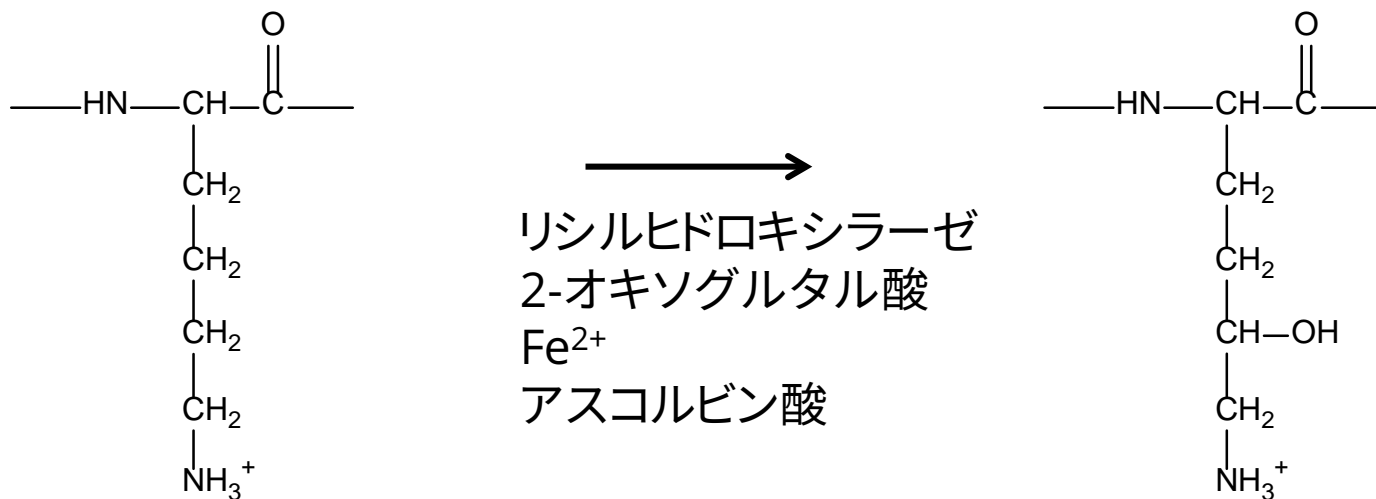 O
HN CH C
CH₂
CH₂
CH₂
CH₂
NH₃⁺
リシルヒドロキシラーゼ
2-オキソグルタル酸
Fe²⁺
アスコルビン酸
O
HN CH C
CH₂
CH₂
CH OH
CH₂
NH₃⁺